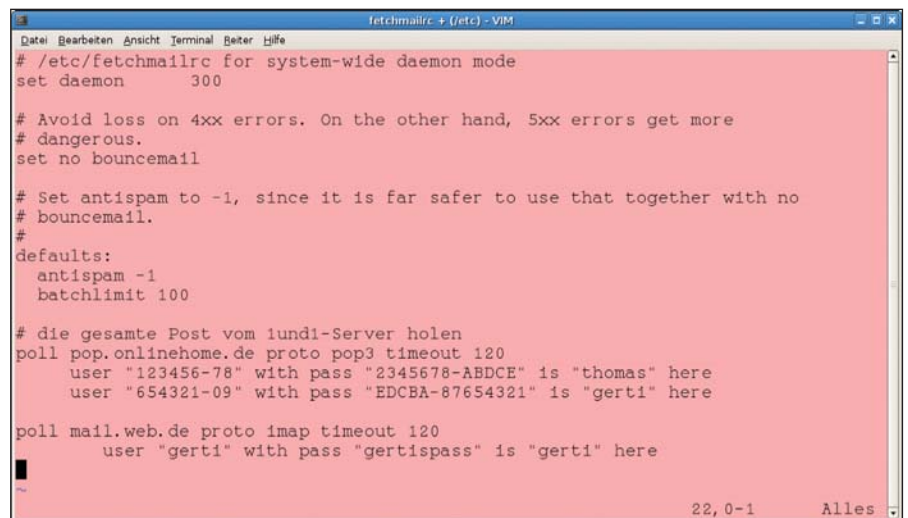 fetchmailrc + (/etc) - VIM
Datei Bearbeiten Ansicht Terminal Reiter Hilfe
# /etc/fetchmailrc for system-wide daemon mode
set daemon 300
# Avoid loss on 4xx errors. On the other hand, 5xx errors get more
# dangerous.
set no bouncemail
# Set antispam to -1, since it is far safer to use that together with no
# bouncemail.
#
defaults:
antispam -1
batchlimit 100
# die gesamte Post vom 1und1-Server holen
poll pop.onlinehome.de proto pop3 timeout 120
user "123456-78" with pass "2345678-ABDCE" is "thomas" here
user "654321-09" with pass "EDCBA-87654321" is "gerti" here
poll mail.web.de proto imap timeout 120
user "gerti" with pass "gertispass" is "gerti" here
~
22,0-1 Alles